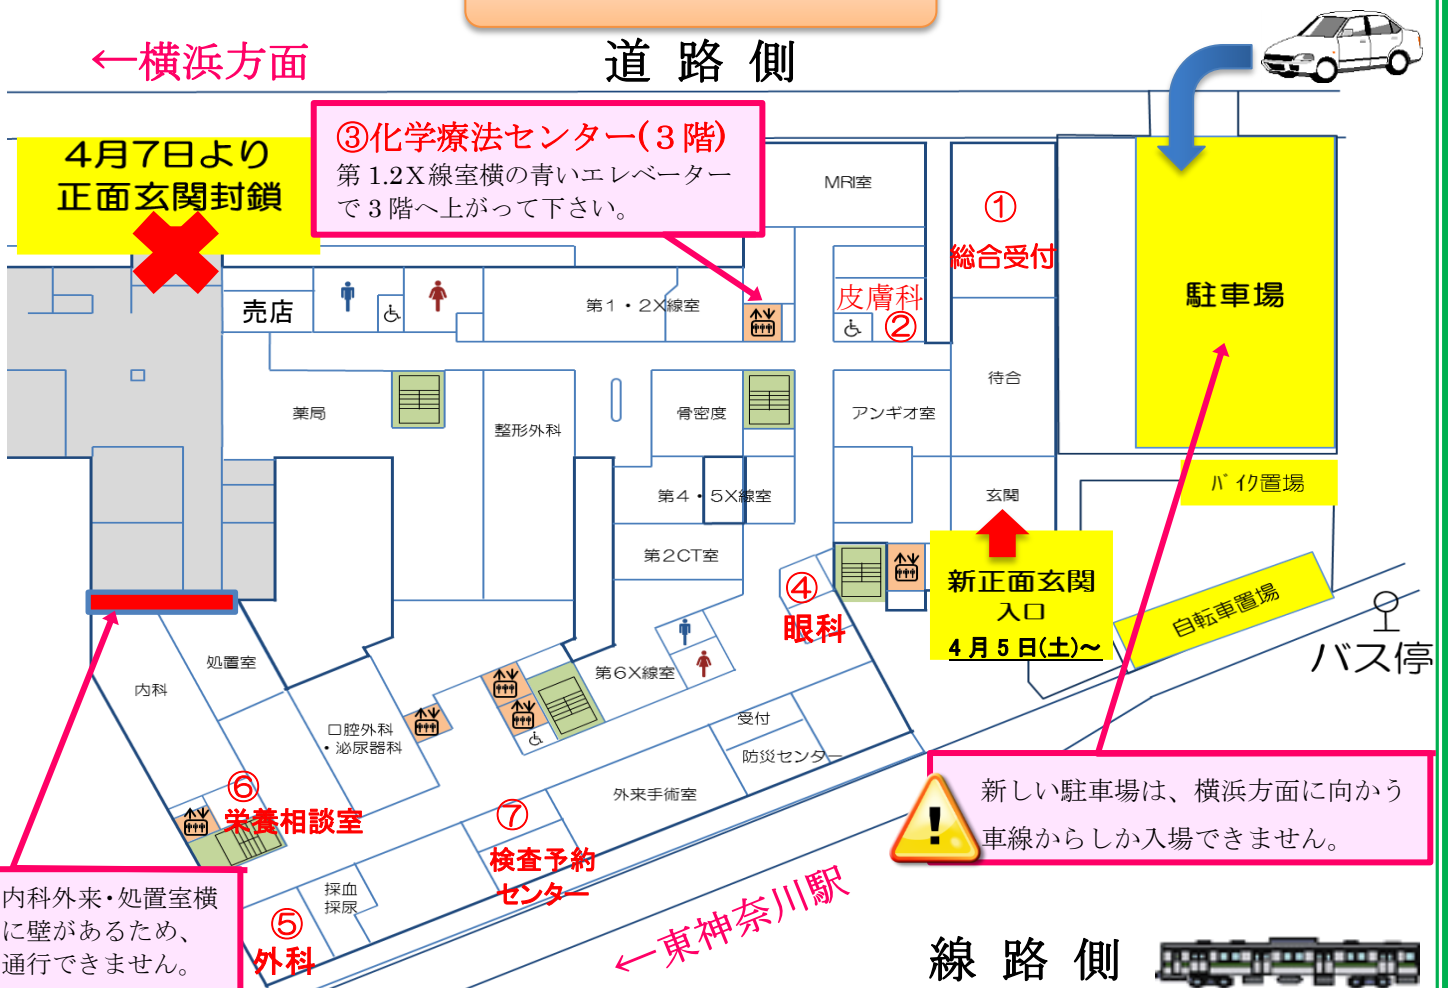 ←横浜方面
道 路 側
4月7日より
正面玄関封鎖
③化学療法センター(３階)
第 1.2X 線室横の青いエレベーター
で 3 階へ上がって下さい。
MRI室
①
総合受付
駐車場
売店
第1・2X線室
皮膚科
②
待合
薬局
整形外科
骨密度
アンギオ室
第4・5X線室
玄関
バイク置場
第2CT室
新正面玄関
入口
4 月 5 日(土)～
④
眼科
自転車置場
バス停
処置室
内科
第6X線室
口腔外科
・泌尿器科
受付
防災センター
外来手術室
⑥
栄養相談室
⑦
検査予約
センター
新しい駐車場は、横浜方面に向かう
車線からしか入場できません。
採血
採尿
⑤
外科
内科外来・処置室横
に壁があるため、
通行できません。
←東神奈川駅
線 路 側